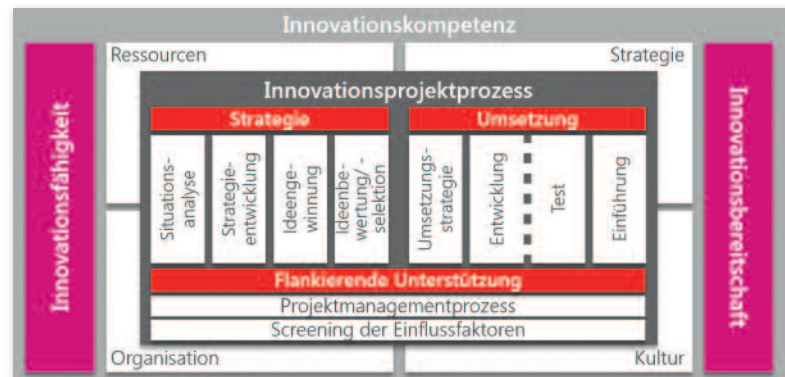 Innovationskompetenz
Ressourcen
Strategie
Innovationsfähigkeit
Innovationsprojektprozess
Strategie
Umsetzung
Situations-
analyse
Strategie-
entwicklung
Ideenge-
winnung
Ideenbe-
wertung/ -
selektion
Umsetzungs-
strategie
Entwicklung
Test
Einführung
Flankierende Unterstützung
Projektmanagementprozess
Screening der Einflussfaktoren
Organisation
Kultur
Innovationsbereitschaft